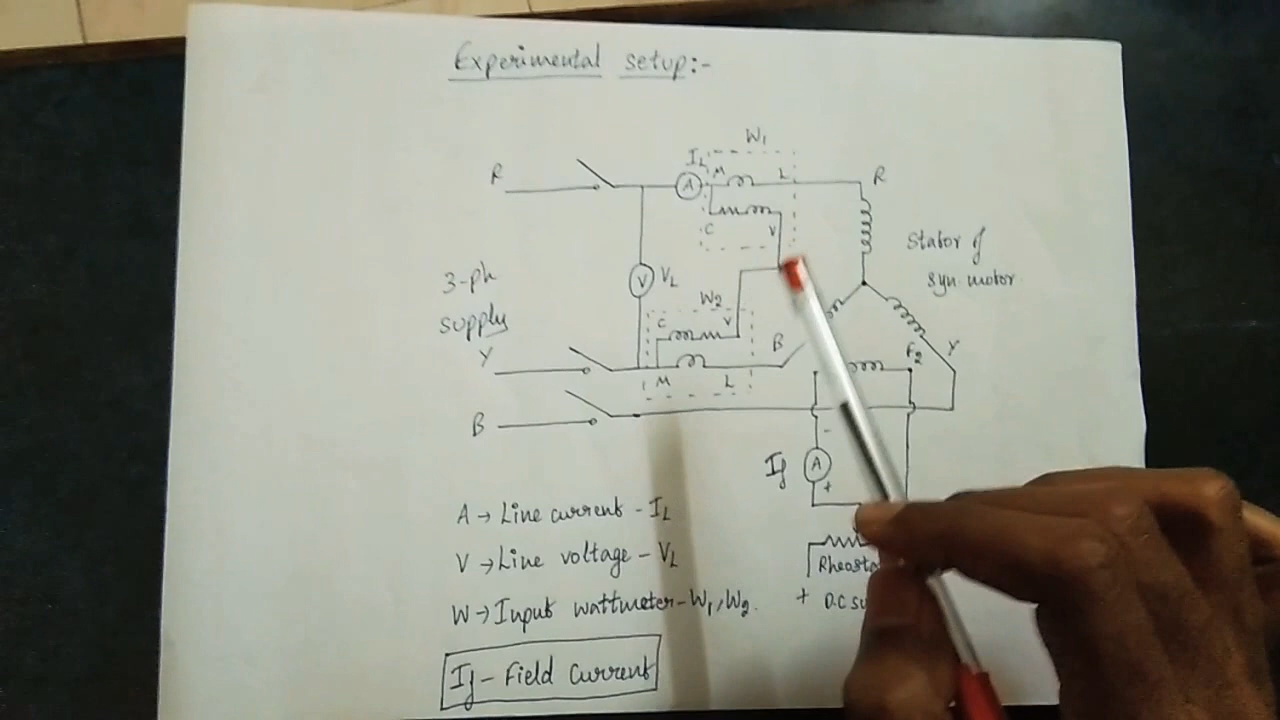 Experimental setup:-
W1
IL
M L
R
A
R
C V
Stator of
syn motor
3-ph
supply
V VL
W2
C V
B
F2
Y
Y
M L
B
-
If A
+
A → Line current - IL
V → Line voltage - VL
W → Input wattmeter - W1, W2.
+
If - Field Current